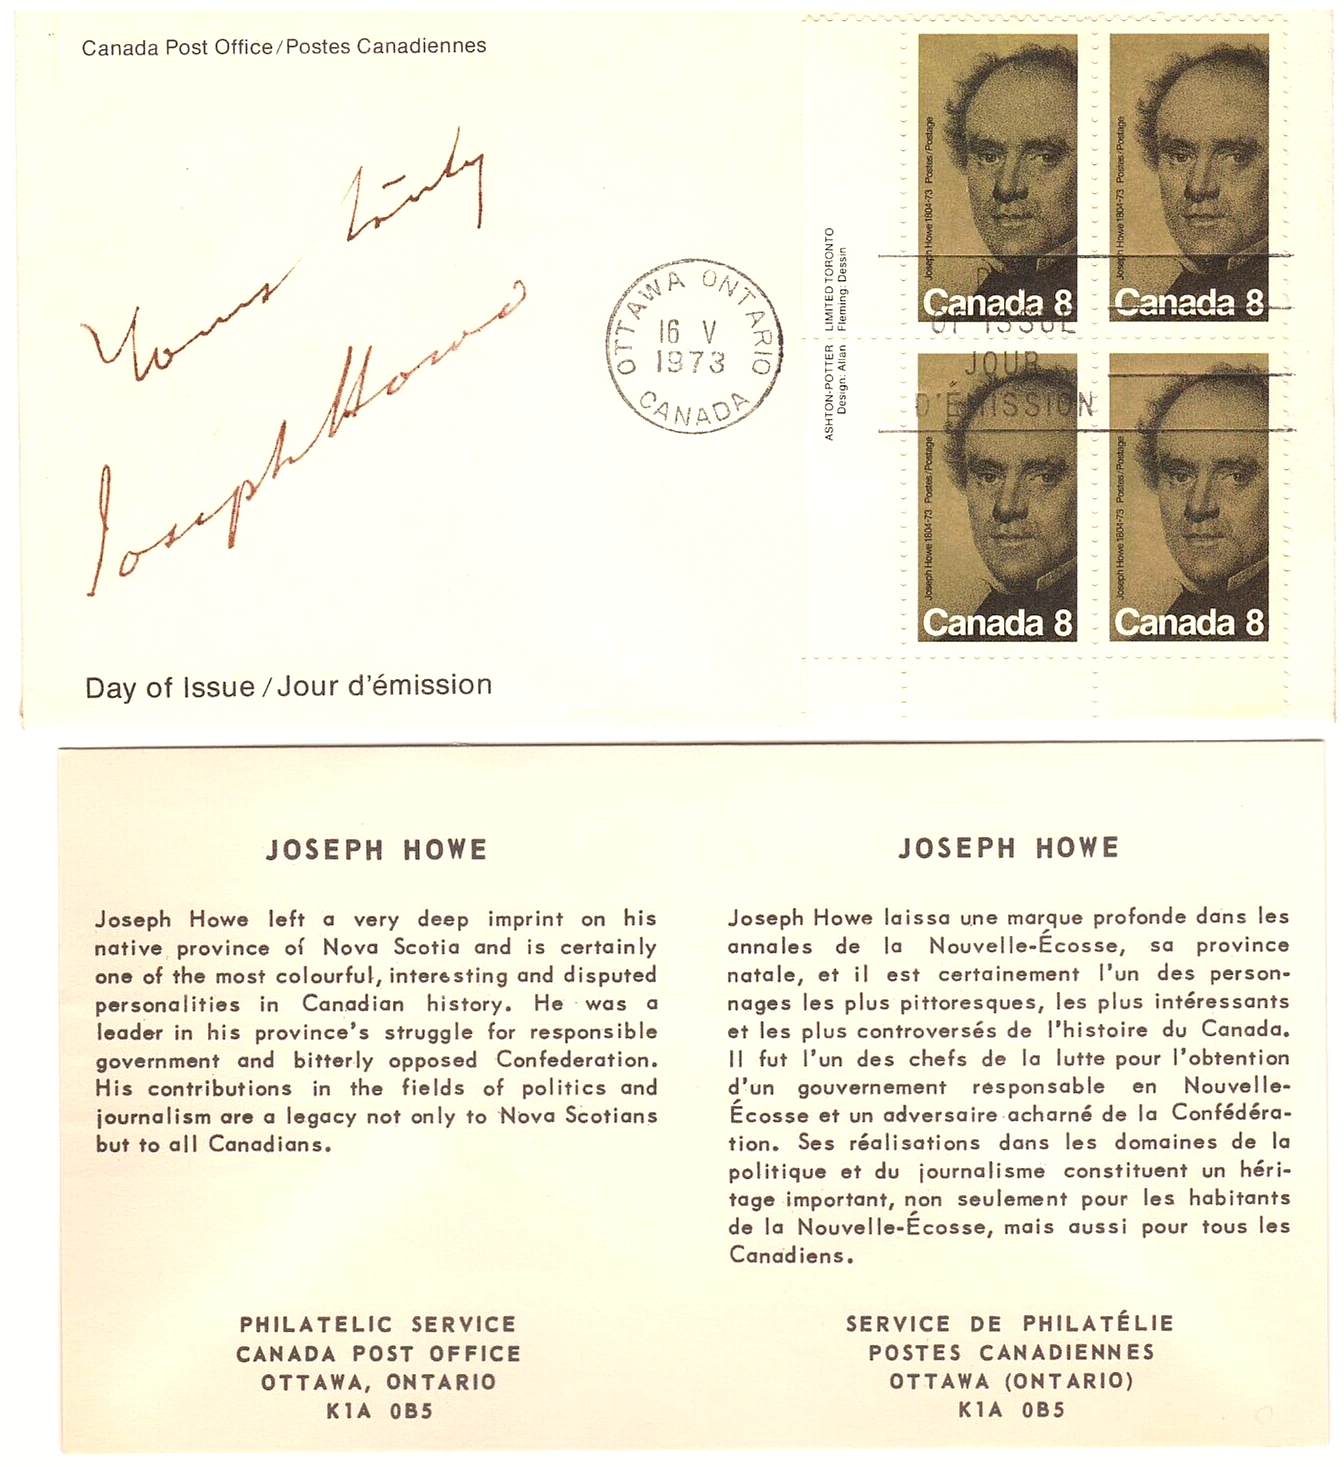 Canada Post Office/Postes Canadiennes
Yours truly
Joseph Howe
Day of Issue/Jour d'émission
OTTAWA ONTARIO
16 V
1973
CANADA
ASHTON-POTTER LIMITED TORONTO
Design: Allan Fleming: Dessin
Joseph Howe 1804-73 Postes/Postage
Canada 8
Joseph Howe 1804-73 Postes/Postage
Canada 8
OF ISSUE
JOUR
D'ÉMISSION
Joseph Howe 1804-73 Postes/Postage
Canada 8
Joseph Howe 1804-73 Postes/Postage
Canada 8
JOSEPH HOWE
Joseph Howe left a very deep imprint on his
native province of Nova Scotia and is certainly
one of the most colourful, interesting and disputed
personalities in Canadian history. He was a
leader in his province's struggle for responsible
government and bitterly opposed Confederation.
His contributions in the fields of politics and
journalism are a legacy not only to Nova Scotians
but to all Canadians.
PHILATELIC SERVICE
CANADA POST OFFICE
OTTAWA, ONTARIO
K1A 0B5
JOSEPH HOWE
Joseph Howe laissa une marque profonde dans les
annales de la Nouvelle-Écosse, sa province
natale, et il est certainement l'un des person-
nages les plus pittoresques, les plus intéressants
et les plus controversés de l'histoire du Canada.
Il fut l'un des chefs de la lutte pour l'obtention
d'un gouvernement responsable en Nouvelle-
Écosse et un adversaire acharné de la Confédéra-
tion. Ses réalisations dans les domaines de la
politique et du journalisme constituent un héri-
tage important, non seulement pour les habitants
de la Nouvelle-Écosse, mais aussi pour tous les
Canadiens.
SERVICE DE PHILATÉLIE
POSTES CANADIENNES
OTTAWA (ONTARIO)
K1A 0B5